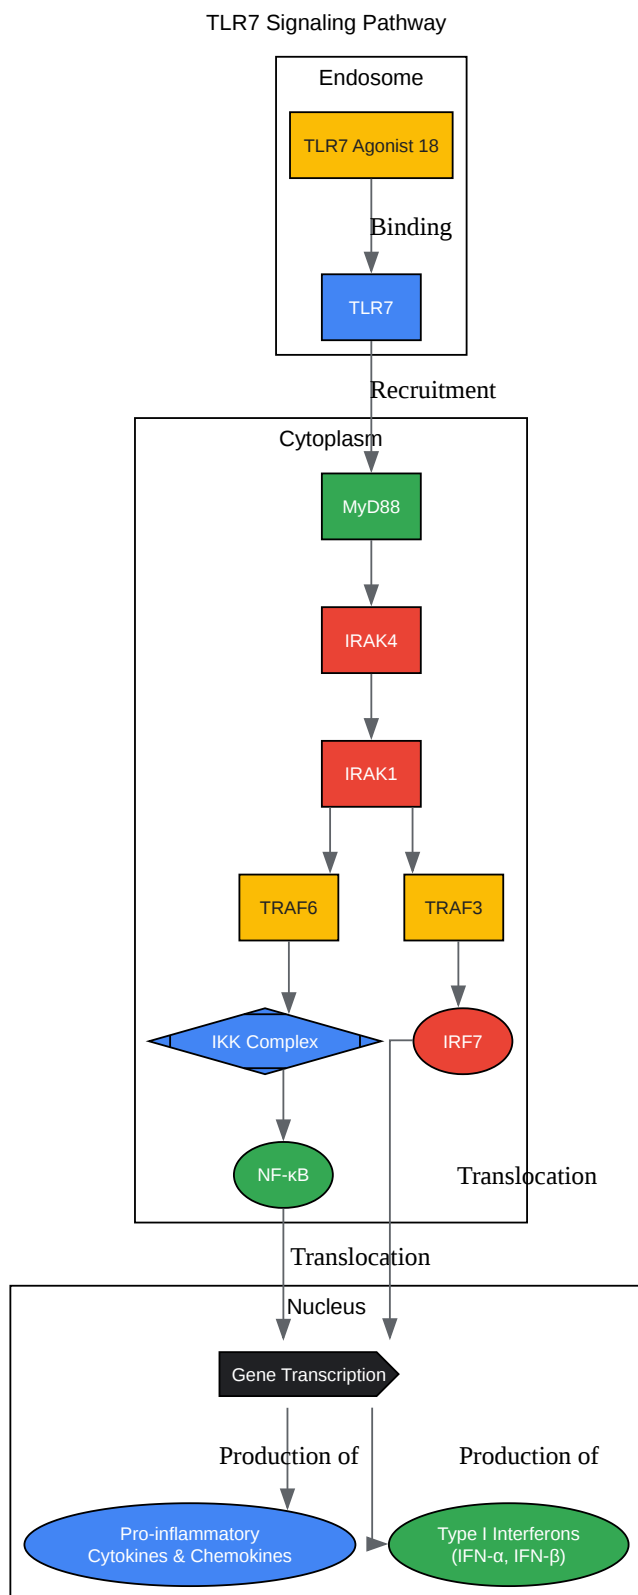 TLR7 Signaling Pathway
Endosome
TLR7 Agonist 18
Binding
TLR7
Recruitment
Cytoplasm
MyD88
IRAK4
IRAK1
TRAF6
TRAF3
IKK Complex
IRF7
NF-κB
Translocation
Translocation
Nucleus
Gene Transcription
Production of
Production of
Pro-inflammatory
Cytokines & Chemokines
Type I Interferons
(IFN-α, IFN-β)